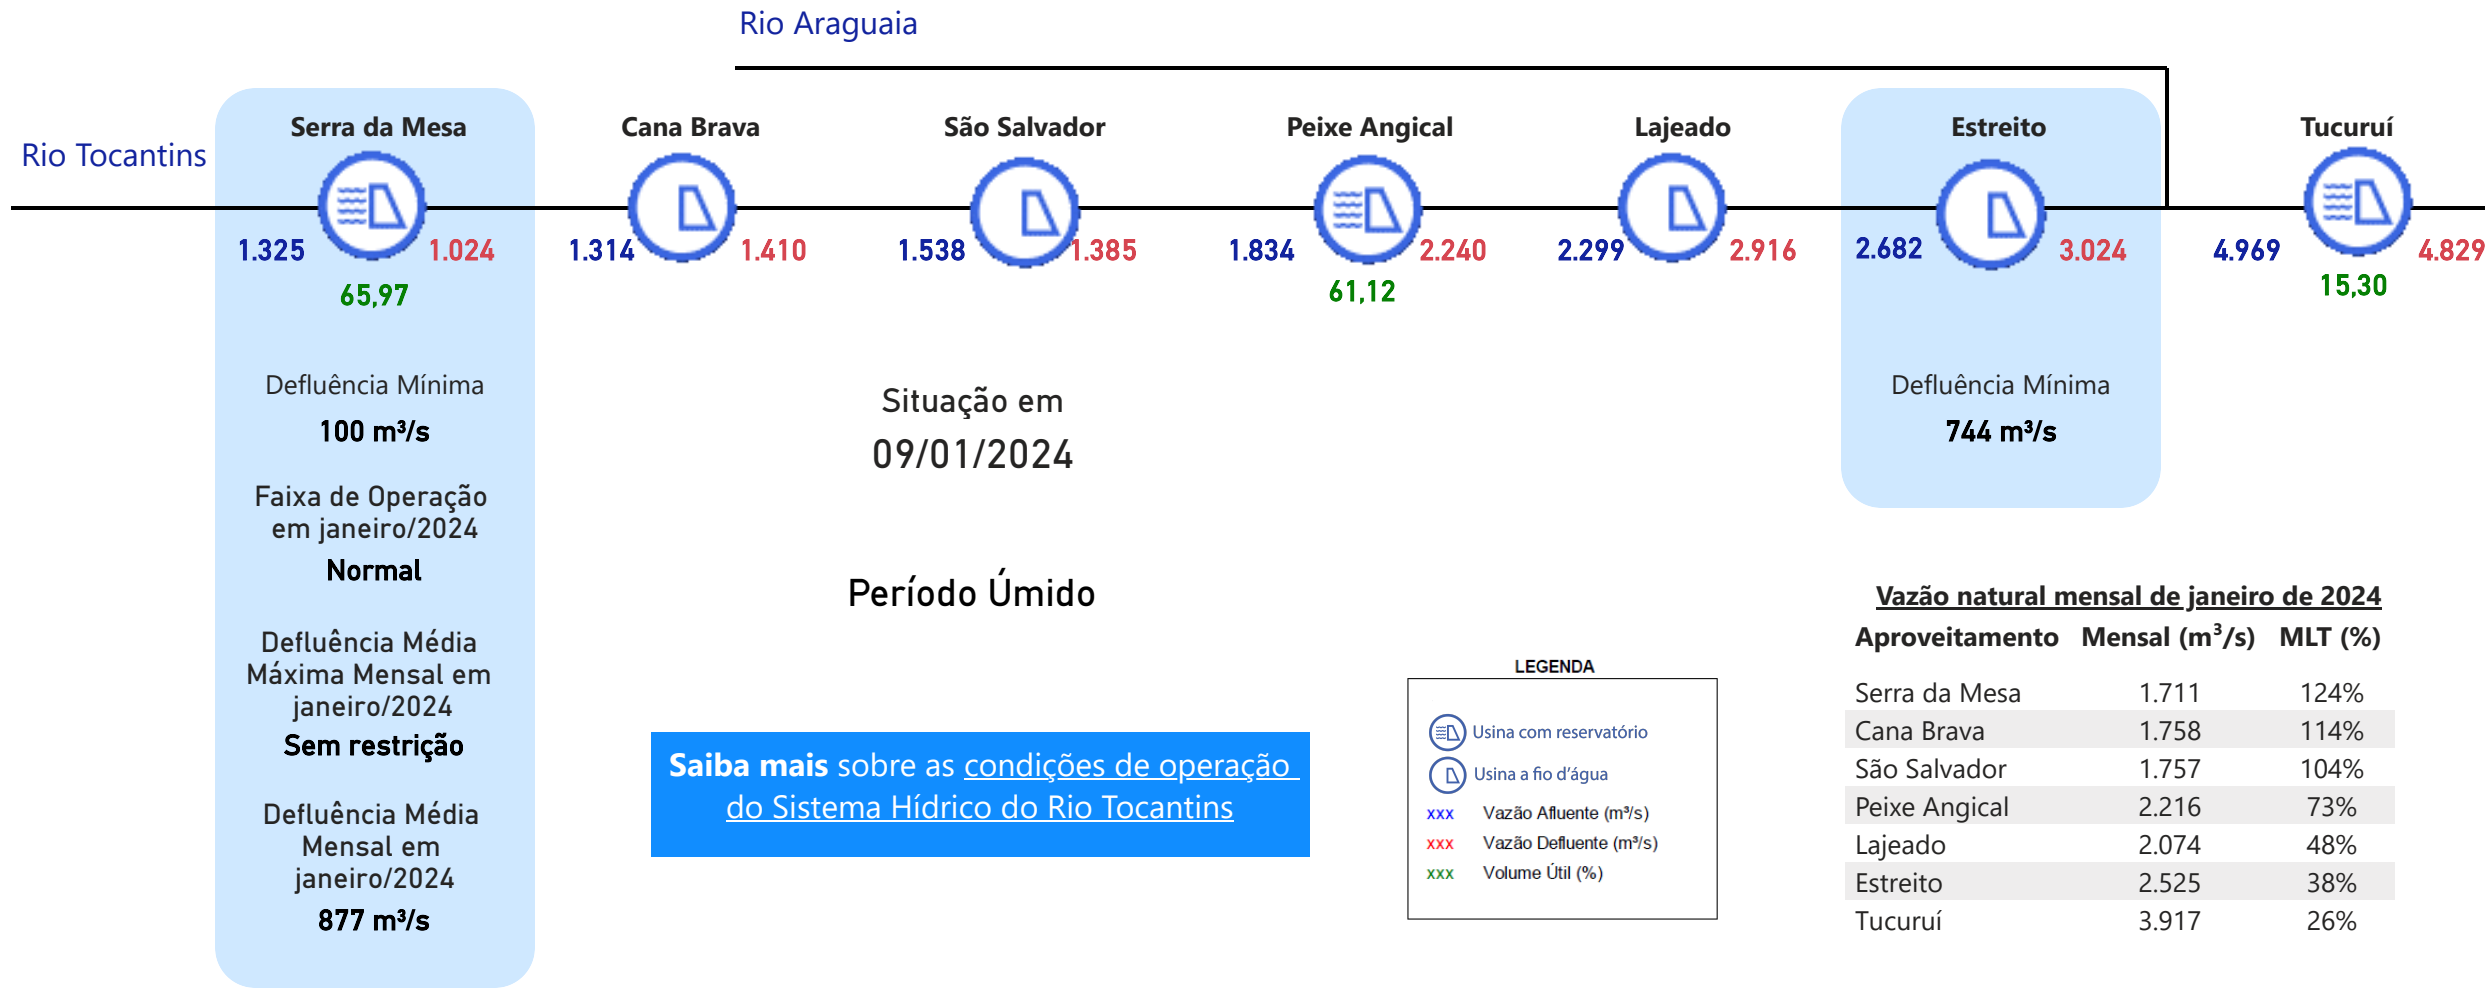 Rio Araguaia
Rio Tocantins
Serra da Mesa
Cana Brava
São Salvador
Peixe Angical
Lajeado
Estreito
Tucuruí
1.325
1.024
1.314
1.410
1.538
1.385
1.834
2.240
2.299
2.916
2.682
3.024
4.969
4.829
65,97
61,12
15,30
Defluência Mínima
100 m³/s
Faixa de Operação
em janeiro/2024
Normal
Defluência Média
Máxima Mensal em
janeiro/2024
Sem restrição
Defluência Média
Mensal em
janeiro/2024
877 m³/s
Situação em
09/01/2024
Período Úmido
Saiba mais sobre as condições de operação
do Sistema Hídrico do Rio Tocantins
Defluência Mínima
744 m³/s
LEGENDA
Usina com reservatório
Usina a fio d'água
xxx Vazão Afluente (m³/s)
xxx Vazão Defluente (m³/s)
xxx Volume Útil (%)
Vazão natural mensal de janeiro de 2024
Aproveitamento Mensal (m³/s) MLT (%)
Serra da Mesa 1.711 124%
Cana Brava 1.758 114%
São Salvador 1.757 104%
Peixe Angical 2.216 73%
Lajeado 2.074 48%
Estreito 2.525 38%
Tucuruí 3.917 26%